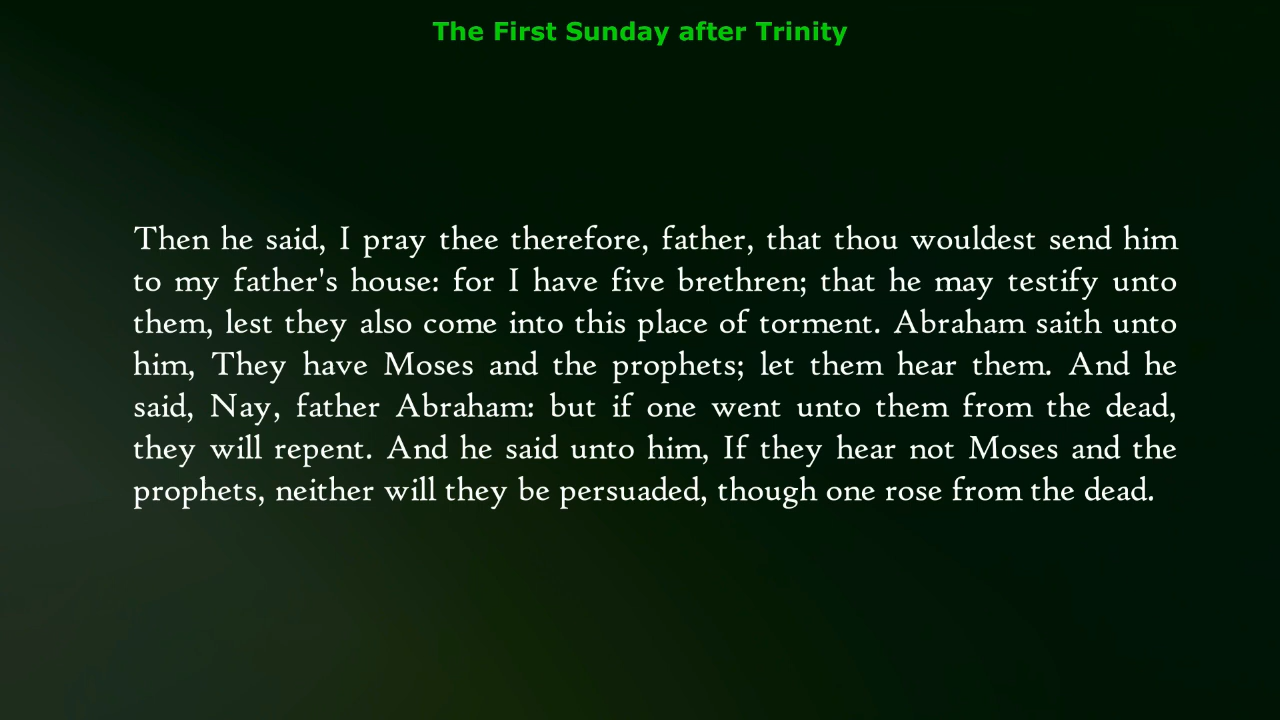 The First Sunday after Trinity
Then he said, I pray thee therefore, father, that thou wouldest send him
to my father's house: for I have five brethren; that he may testify unto
them, lest they also come into this place of torment. Abraham saith unto
him, They have Moses and the prophets; let them hear them. And he
said, Nay, father Abraham: but if one went unto them from the dead,
they will repent. And he said unto him, If they hear not Moses and the
prophets, neither will they be persuaded, though one rose from the dead.